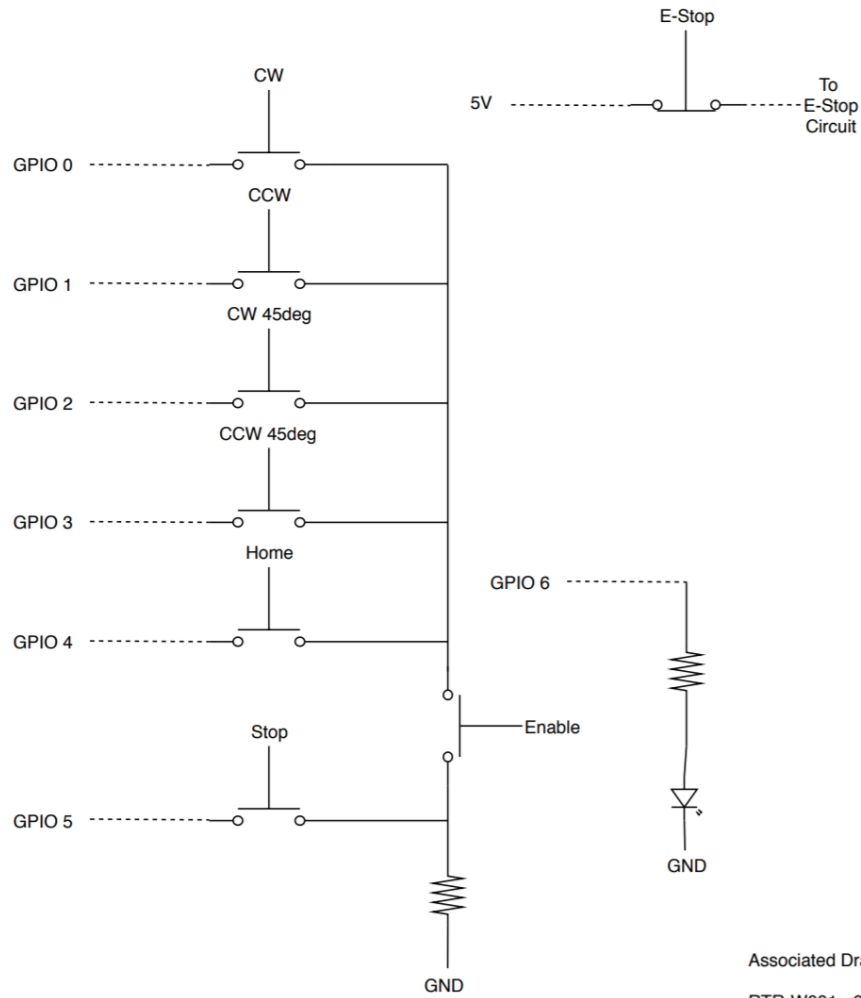 E-Stop
CW
5V
To
E-Stop
Circuit
GPIO 0
CCW
GPIO 1
CW 45deg
GPIO 2
CCW 45deg
GPIO 3
Home
GPIO 6
GPIO 4
Enable
Stop
GPIO 5
GND
GND
Associated